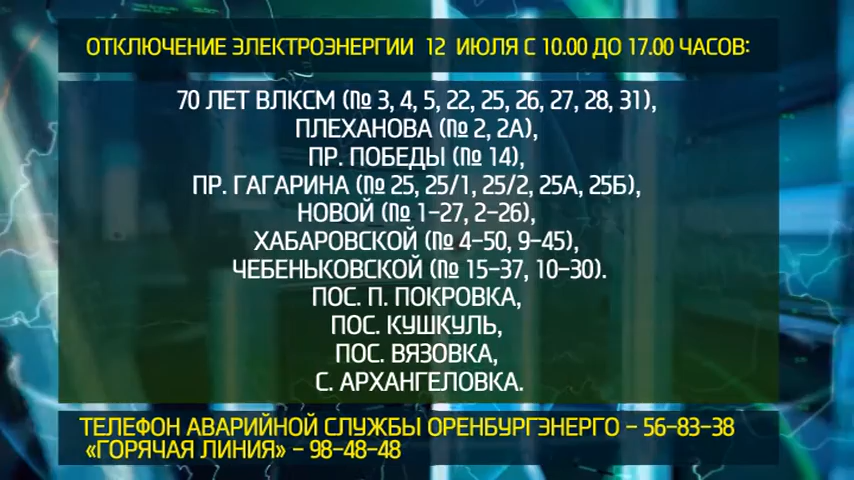 ОТКЛЮЧЕНИЕ ЭЛЕКТРОЭНЕРГИИ 12 ИЮЛЯ С 10.00 ДО 17.00 ЧАСОВ:
70 ЛЕТ ВЛКСМ (№ 3, 4, 5, 22, 25, 26, 27, 28, 31),
ПЛЕХАНОВА (№ 2, 2А),
ПР. ПОБЕДЫ (№ 14),
ПР. ГАГАРИНА (№ 25, 25/1, 25/2, 25А, 25Б),
НОВОЙ (№ 1-27, 2-26),
ХАБАРОВСКОЙ (№ 4-50, 9-45),
ЧЕБЕНЬКОВСКОЙ (№ 15-37, 10-30).
ПОС. П. ПОКРОВКА,
ПОС. КУШКУЛЬ,
ПОС. ВЯЗОВКА,
С. АРХАНГЕЛОВКА.
ТЕЛЕФОН АВАРИЙНОЙ СЛУЖБЫ ОРЕНБУРГЭНЕРГО - 56-83-38
«ГОРЯЧАЯ ЛИНИЯ» - 98-48-48